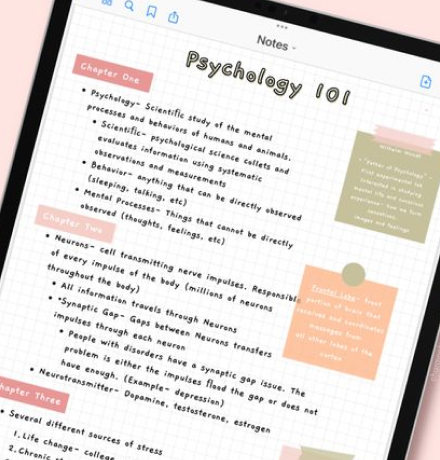 Notes
Psychology 101
Chapter One
• Psychology- Scientific study of the mental
processes and behaviors of humans and animals.
• Scientific- psychological science collets and
evaluates information using systematic
observations and measurements
• Behavior- anything that can be directly observed
(sleeping, talking, etc)
• Mental Processes- Things that cannot be directly
observed (thoughts, feelings, etc)
Wilhelm Wundt
• "Father of Psychology" -
first experimental lab
interested in studying
mental life and conscious
experience- how we form
sensations,
images and feelings
Chapter Two
• Neurons- cell transmitting nerve impulses. Responsible
of every impulse of the body (millions of neurons
throughout the body)
• All information travels through Neurons
• *Synaptic Gap- Gaps between Neurons transfers
impulses through each neuron
• People with disorders have a synaptic gap issue. The
problem is either the impulses flood the gap or does not
have enough. (Example- depression)
• Neurotransmitter- Dopamine, testosterone, estrogen
Frontal Lobe- front
portion of brain that
receives and coordinates
messages from
all other lobes of the
cortex
hapter Three
• Several different sources of stress
1. Life change- colleg
2. Chronic